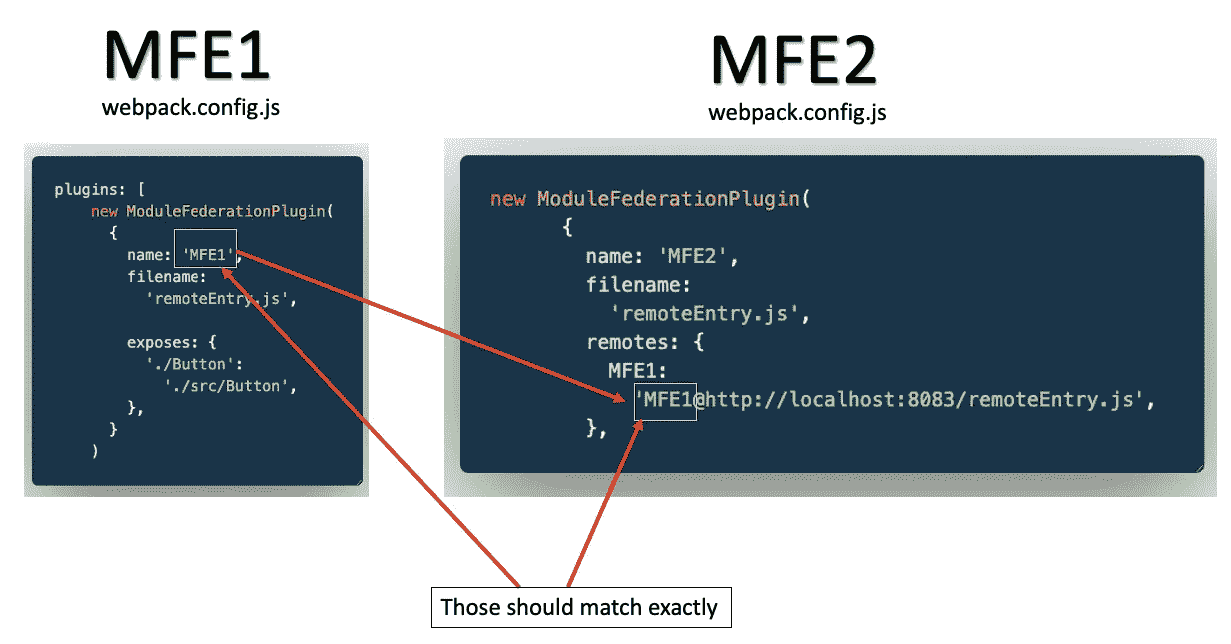 MFE1
webpack.config.js
plugins: [
new ModuleFederationPlugin(
{
name: 'MFE1',
filename:
'remoteEntry.js',
exposes: {
'./Button':
'./src/Button',
},
}
)
MFE2
webpack.config.js
new ModuleFederationPlugin(
{
name: 'MFE2',
filename:
'remoteEntry.js',
remotes: {
MFE1:
'MFE1@http://localhost:8083/remoteEntry.js',
},
Those should match exactly